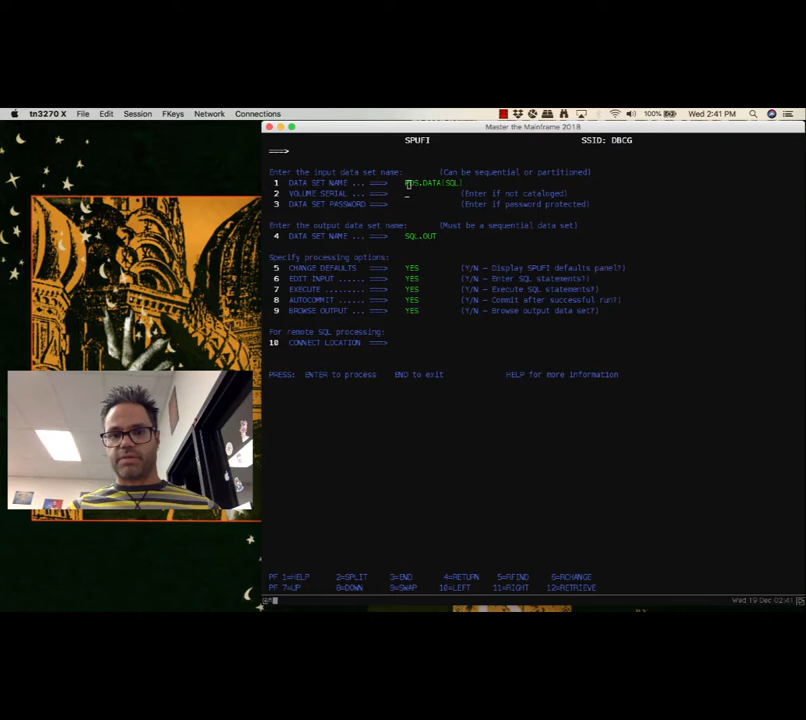 tn3270 X File Edit Session FKeys Network Connections 100% Wed 2:41 PM
Master the Mainframe 2018
SPUFI SSID: DBCG
===>
Enter the input data set name: (Can be sequential or partitioned)
1 DATA SET NAME ... ===> PDS.DATA(SQL)
2 VOLUME SERIAL ... ===> _ (Enter if not cataloged)
3 DATA SET PASSWORD ===> (Enter if password protected)
Enter the output data set name: (Must be a sequential data set)
4 DATA SET NAME ... ===> SQL.OUT
Specify processing options:
5 CHANGE DEFAULTS ===> YES (Y/N - Display SPUFI defaults panel?)
6 EDIT INPUT ...... ===> YES (Y/N - Enter SQL statements?)
7 EXECUTE ......... ===> YES (Y/N - Execute SQL statements?)
8 AUTOCOMMIT ...... ===> YES (Y/N - Commit after successful run?)
9 BROWSE OUTPUT ... ===> YES (Y/N - Browse output data set?)
For remote SQL processing:
10 CONNECT LOCATION ===>
PRESS: ENTER to process END to exit HELP for more information
PF 1=HELP 2=SPLIT 3=END 4=RETURN 5=RFIND 6=RCHANGE
PF 7=UP 8=DOWN 9=SWAP 10=LEFT 11=RIGHT 12=RETRIEVE
Wed 19 Dec 02:41